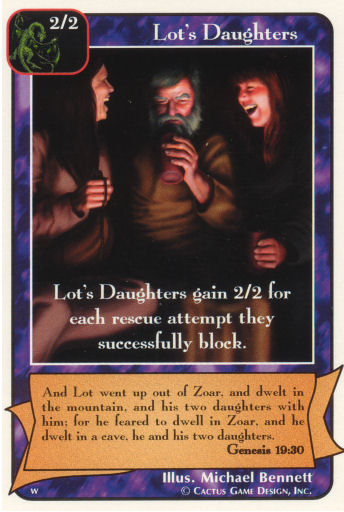 2/2
Lot's Daughters
Lot's Daughters gain 2/2 for
each rescue attempt they
successfully block.
And Lot went up out of Zoar, and dwelt in
the mountain, and his two daughters with
him; for he feared to dwell in Zoar, and he
dwelt in a cave, he and his two daughters.
Genesis 19:30
Illus. Michael Bennett
W © Cactus Game Design, Inc.